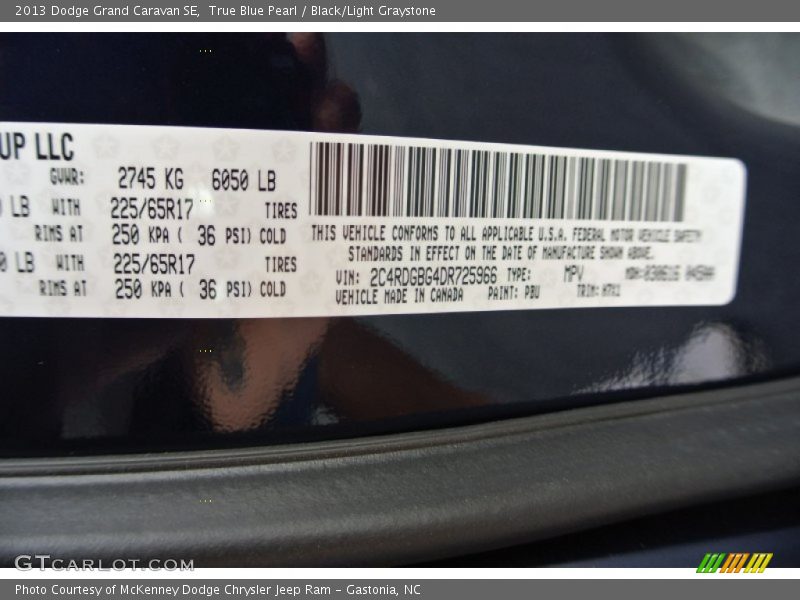 2013 Dodge Grand Caravan SE,  True Blue Pearl / Black/Light Graystone
UP LLC
GVWR: 2745 KG 6050 LB
LB WITH 225/65R17 TIRES
RIMS AT 250 KPA ( 36 PSI) COLD
0 LB WITH 225/65R17 TIRES
RIMS AT 250 KPA ( 36 PSI) COLD
THIS VEHICLE CONFORMS TO ALL APPLICABLE U.S.A. FEDERAL MOTOR VEHICLE SAFETY
STANDARDS IN EFFECT ON THE DATE OF MANUFACTURE SHOWN ABOVE.
VIN: 2C4RDGBG4DR725966 TYPE: MPV MDH:
VEHICLE MADE IN CANADA PAINT: PBU TRIM:
GTCARLOT.COM
Photo Courtesy of McKenney Dodge Chrysler Jeep Ram - Gastonia, NC